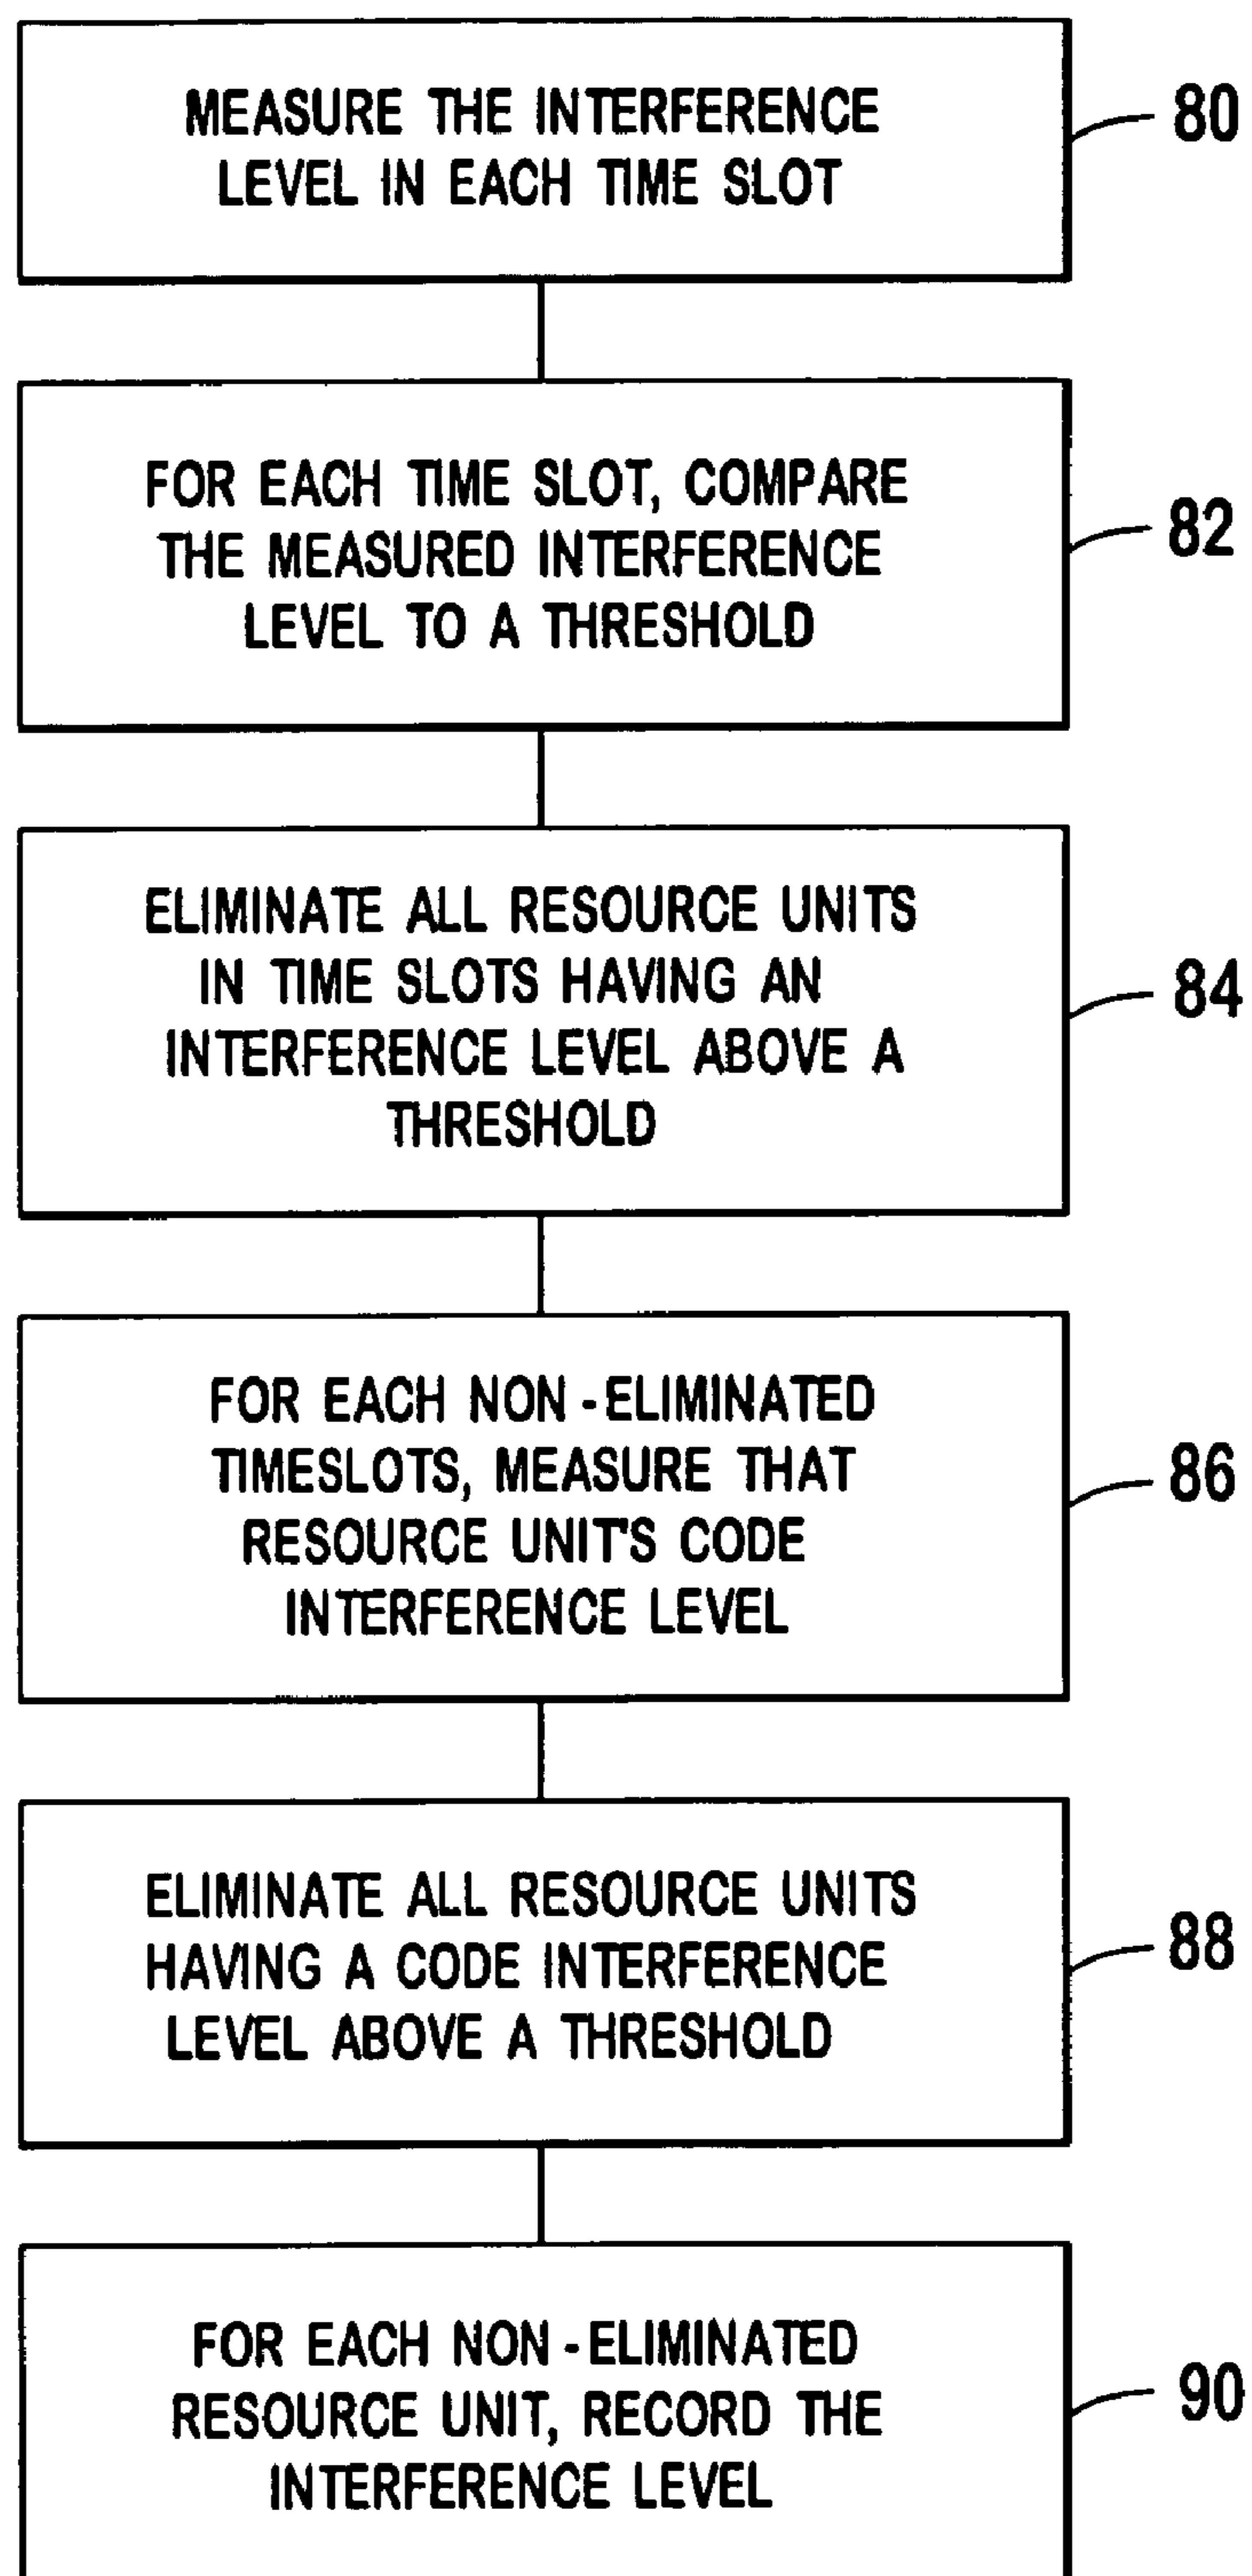 MEASURE THE INTERFERENCE
LEVEL IN EACH TIME SLOT
80
FOR EACH TIME SLOT, COMPARE
THE MEASURED INTERFERENCE
LEVEL TO A THRESHOLD
82
ELIMINATE ALL RESOURCE UNITS
IN TIME SLOTS HAVING AN
INTERFERENCE LEVEL ABOVE A
THRESHOLD
84
FOR EACH NON-ELIMINATED
TIMESLOTS, MEASURE THAT
RESOURCE UNIT'S CODE
INTERFERENCE LEVEL
86
ELIMINATE ALL RESOURCE UNITS
HAVING A CODE INTERFERENCE
LEVEL ABOVE A THRESHOLD
88
FOR EACH NON-ELIMINATED
RESOURCE UNIT, RECORD THE
INTERFERENCE LEVEL
90